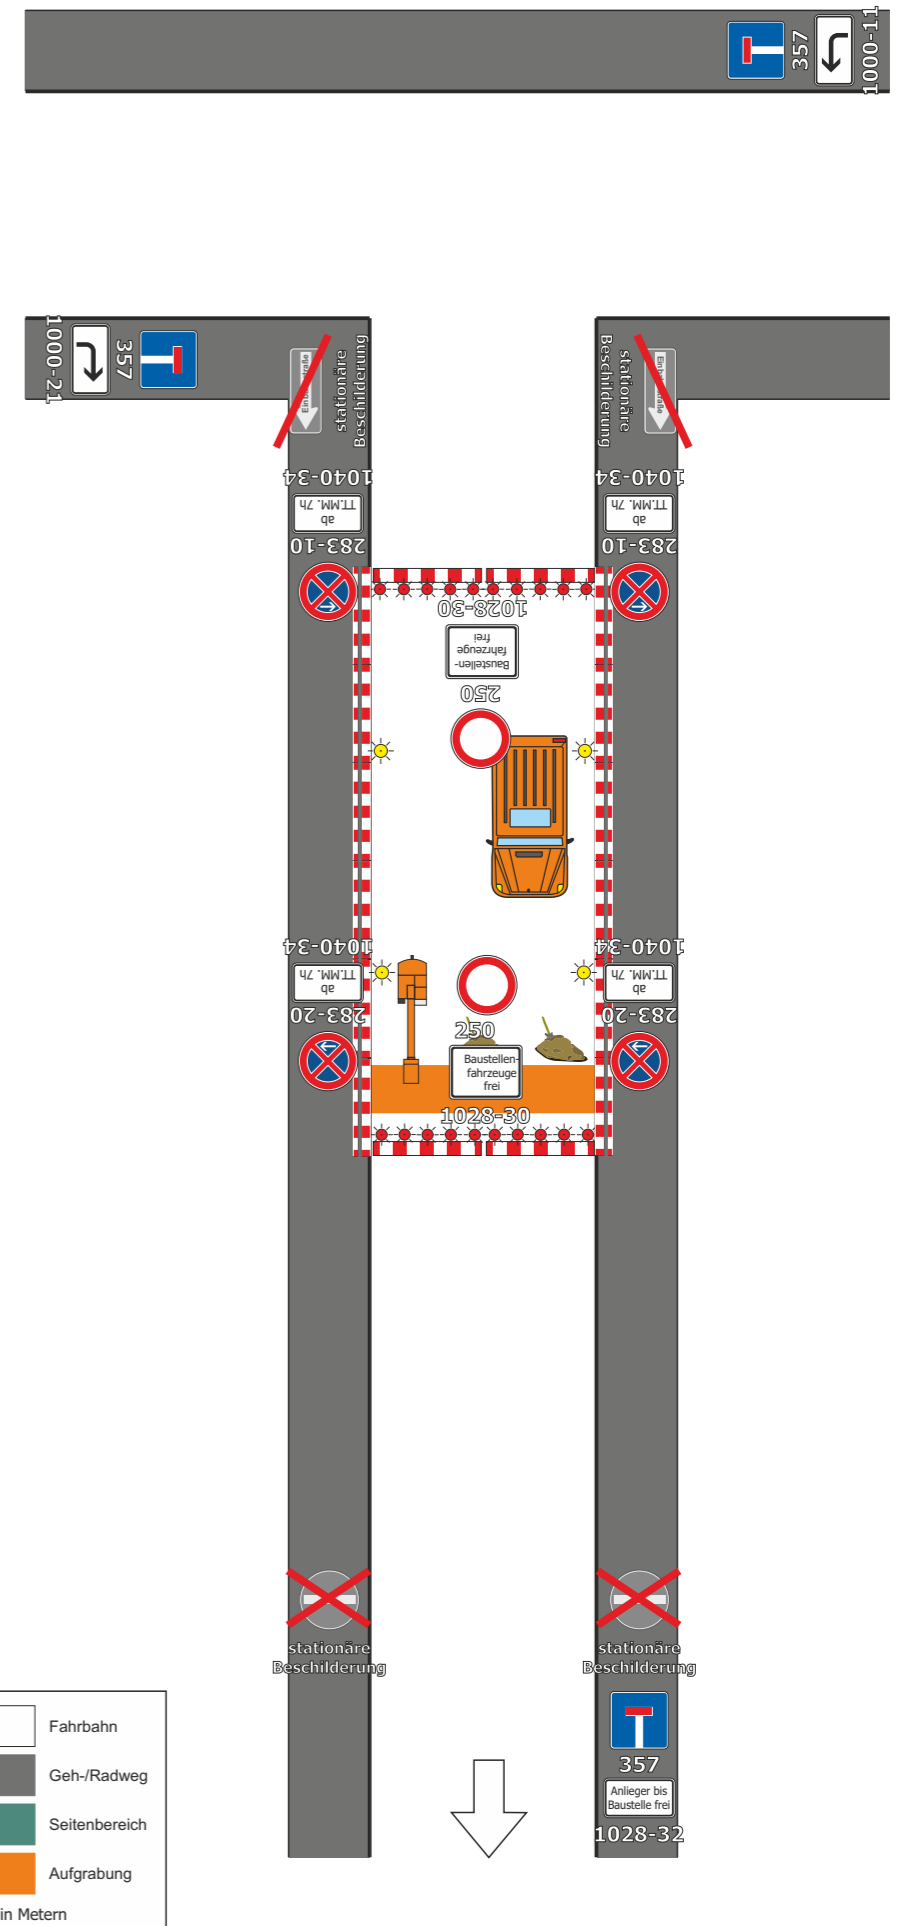 357
1000-11
1000-21
357
Einbahnstraße
stationäre
Beschilderung
stationäre
Beschilderung
Einbahnstraße
1040-34
ab
TT.MM. 7h
283-10
1040-34
ab
TT.MM. 7h
283-10
1028-30
Baustellen-
fahrzeuge
frei
250
1040-34
ab
TT.MM. 7h
283-20
1040-34
ab
TT.MM. 7h
283-20
250
Baustellen-
fahrzeuge
frei
1028-30
stationäre
Beschilderung
stationäre
Beschilderung
357
Anlieger bis
Baustelle frei
1028-32
Fahrbahn
Geh-/Radweg
Seitenbereich
Aufgrabung
in Metern